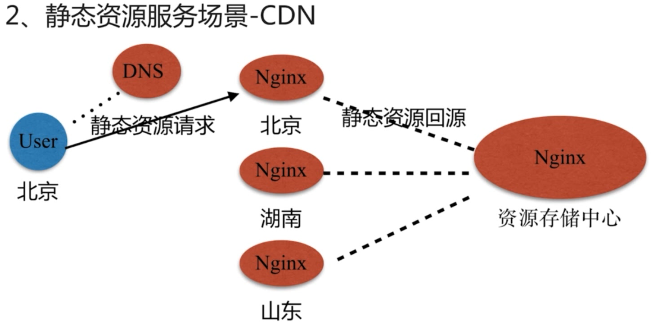 2、静态资源服务场景-CDN
DNS
Nginx
静态资源请求
北京
静态资源回源
User
北京
Nginx
湖南
Nginx
资源存储中心
Nginx
山东